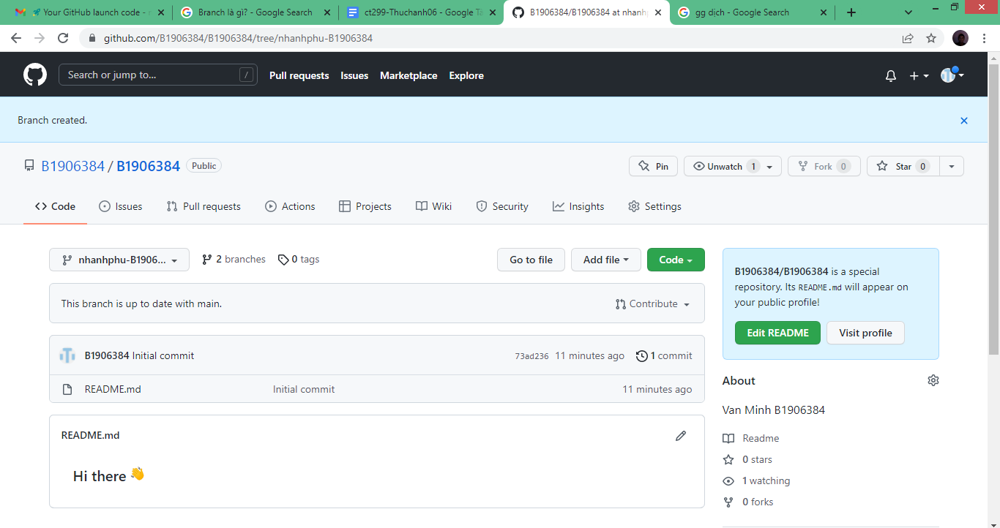 Your GitHub launch code -
Branch là gì? - Google Search
ct299-Thuchanh06 - Google Tà
B1906384/B1906384 at nhanhp
gg dịch - Google Search
github.com/B1906384/B1906384/tree/nhanhphu-B1906384
Search or jump to... /
Pull requests Issues Marketplace Explore
Branch created.
B1906384 / B1906384 Public
Pin Unwatch 1 Fork 0 Star 0
Code Issues Pull requests Actions Projects Wiki Security Insights Settings
nhanhphu-B1906... 2 branches 0 tags Go to file Add file Code
This branch is up to date with main. Contribute
B1906384 Initial commit 73ad236 11 minutes ago 1 commit
README.md Initial commit 11 minutes ago
README.md
Hi there 👋
B1906384/B1906384 is a special
repository. Its README.md will appear on
your public profile!
Edit README Visit profile
About
Van Minh B1906384
Readme
0 stars
1 watching
0 forks